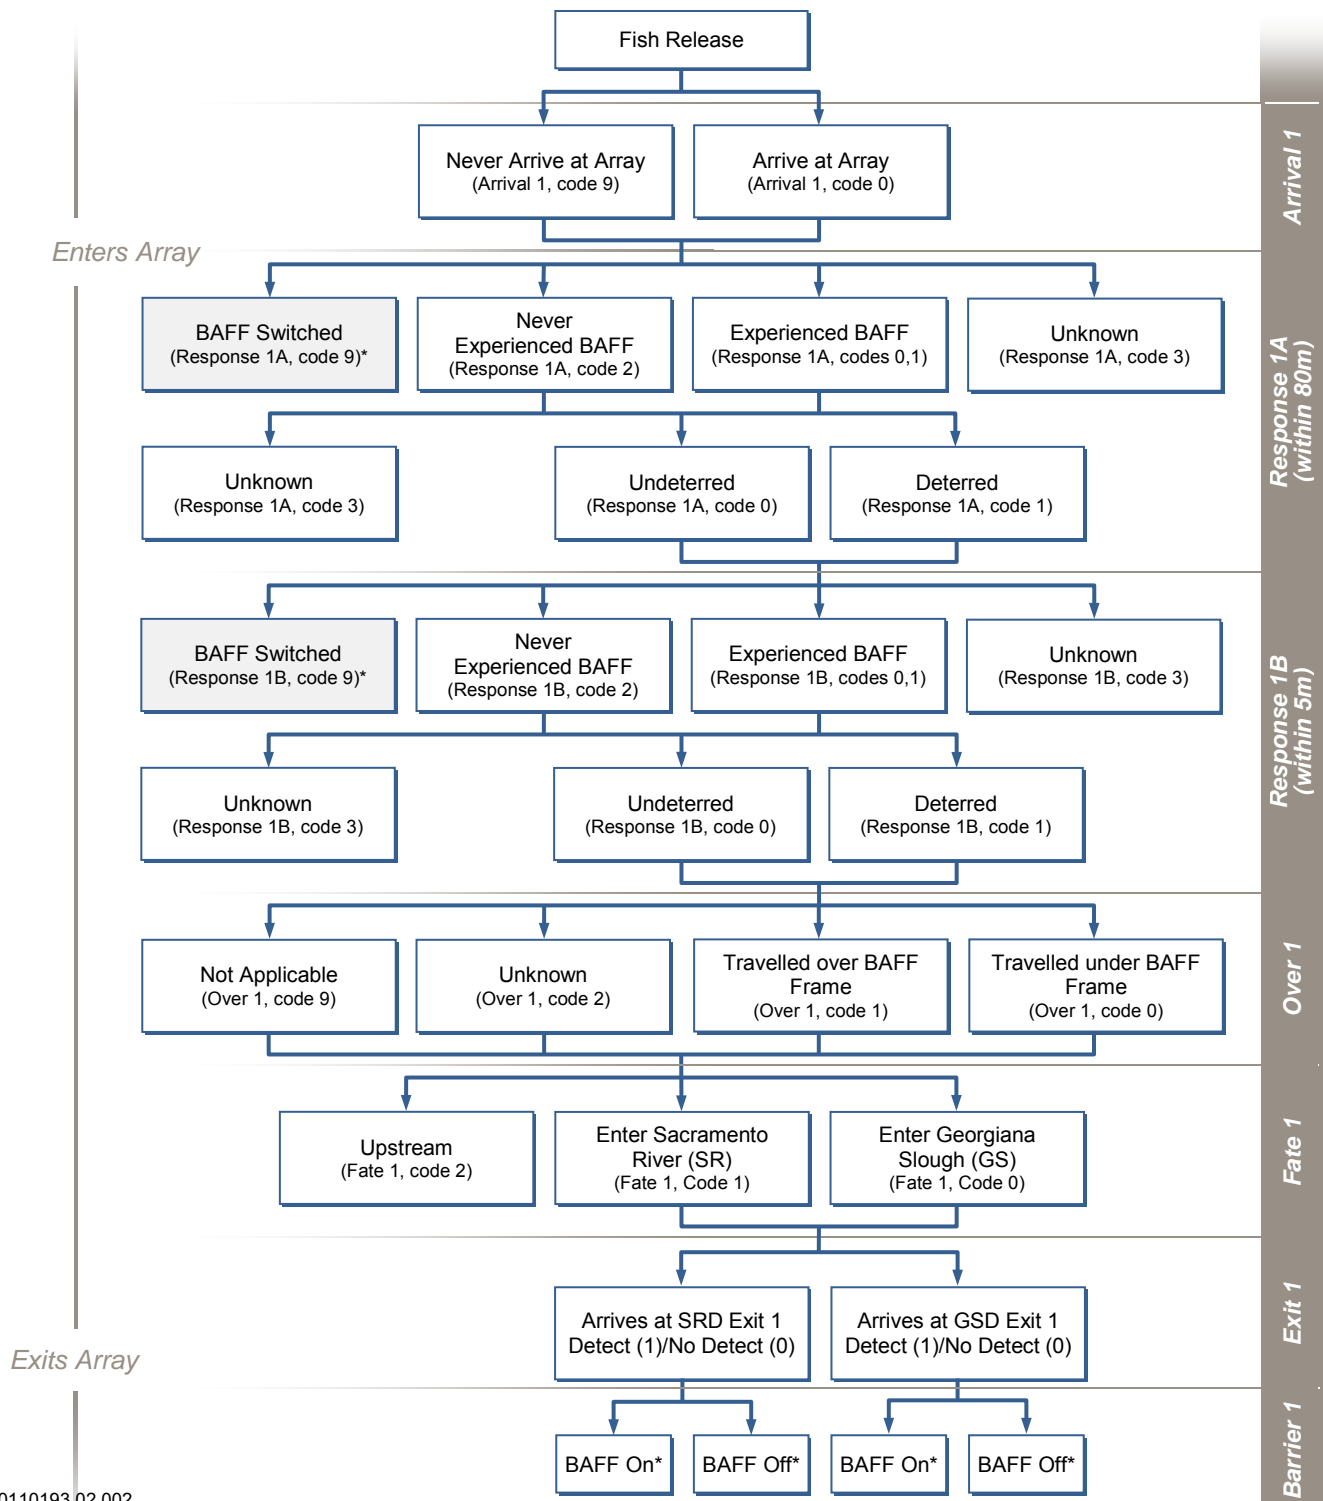 Fish Release
Never Arrive at Array
(Arrival 1, code 9)
Arrive at Array
(Arrival 1, code 0)
Arrival 1
Enters Array
BAFF Switched
(Response 1A, code 9)*
Never
Experienced BAFF
(Response 1A, code 2)
Experienced BAFF
(Response 1A, codes 0,1)
Unknown
(Response 1A, code 3)
Unknown
(Response 1A, code 3)
Undeterred
(Response 1A, code 0)
Deterred
(Response 1A, code 1)
Response 1A
(within 80m)
BAFF Switched
(Response 1B, code 9)*
Never
Experienced BAFF
(Response 1B, code 2)
Experienced BAFF
(Response 1B, codes 0,1)
Unknown
(Response 1B, code 3)
Unknown
(Response 1B, code 3)
Undeterred
(Response 1B, code 0)
Deterred
(Response 1B, code 1)
Response 1B
(within 5m)
Not Applicable
(Over 1, code 9)
Unknown
(Over 1, code 2)
Travelled over BAFF
Frame
(Over 1, code 1)
Travelled under BAFF
Frame
(Over 1, code 0)
Over 1
Upstream
(Fate 1, code 2)
Enter Sacramento
River (SR)
(Fate 1, Code 1)
Enter Georgiana
Slough (GS)
(Fate 1, Code 0)
Fate 1
Arrives at SRD Exit 1
Detect (1)/No Detect (0)
Arrives at GSD Exit 1
Detect (1)/No Detect (0)
Exit 1
Exits Array
BAFF On*
BAFF Off*
BAFF On*
BAFF Off*
Barrier 1